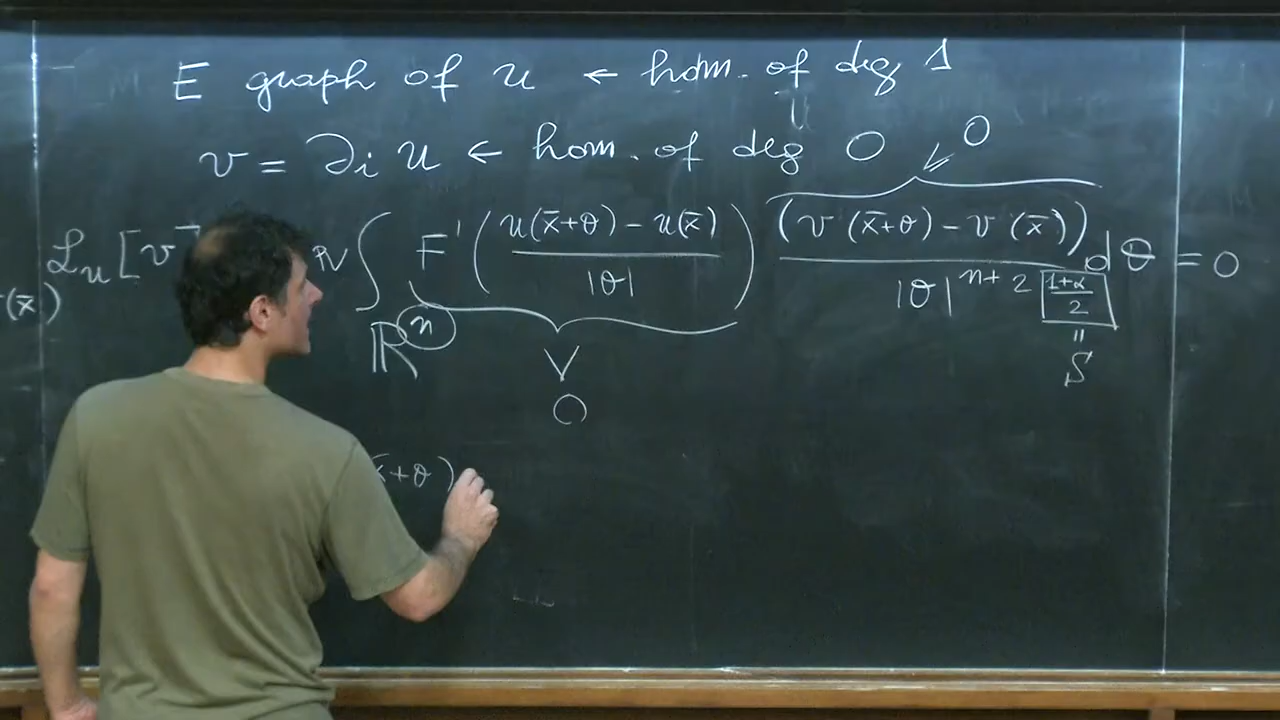 E graph of u ← hom. of deg 1
v = ∂i u ← hom. of deg 0
0
⇙
ℒu [v
PV ∫ℝⁿ F' ( (u(x̄+θ) − u(x̄)) / |θ| ) (v(x̄+θ) − v(x̄)) / |θ|^(n+2 (1+α)/2) dθ = 0
(x̄)
V
0
"
S
x̄+θ)